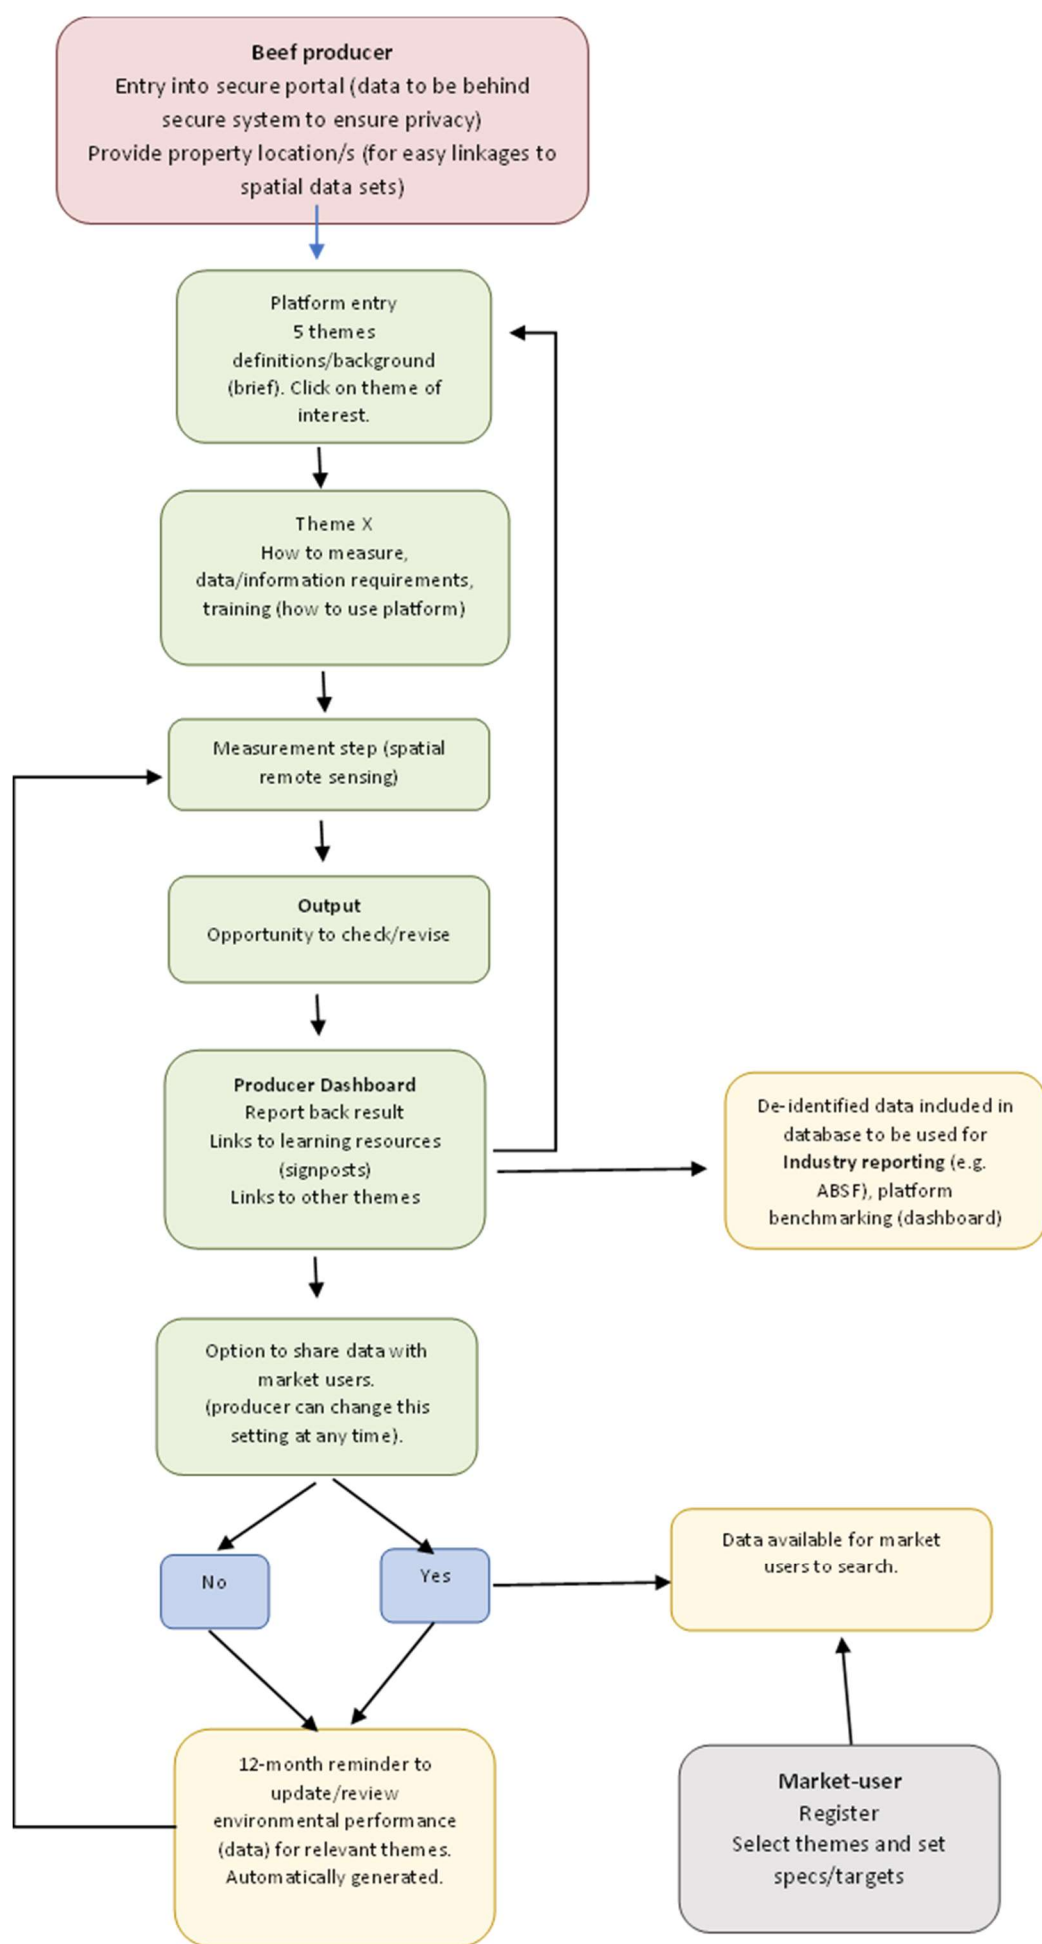 Beef producer
Entry into secure portal (data to be behind
secure system to ensure privacy)
Provide property location/s (for easy linkages to
spatial data sets)
Platform entry
5 themes
definitions/background
(brief). Click on theme of
interest.
Theme X
How to measure,
data/information requirements,
training (how to use platform)
Measurement step (spatial
remote sensing)
Output
Opportunity to check/revise
Producer Dashboard
Report back result
Links to learning resources
(signposts)
Links to other themes
De-identified data included in
database to be used for
Industry reporting (e.g.
ABSF), platform
benchmarking (dashboard)
Option to share data with
market users.
(producer can change this
setting at any time).
No
Yes
Data available for market
users to search.
12-month reminder to
update/review
environmental performance
(data) for relevant themes.
Automatically generated.
Market-user
Register
Select themes and set
specs/targets